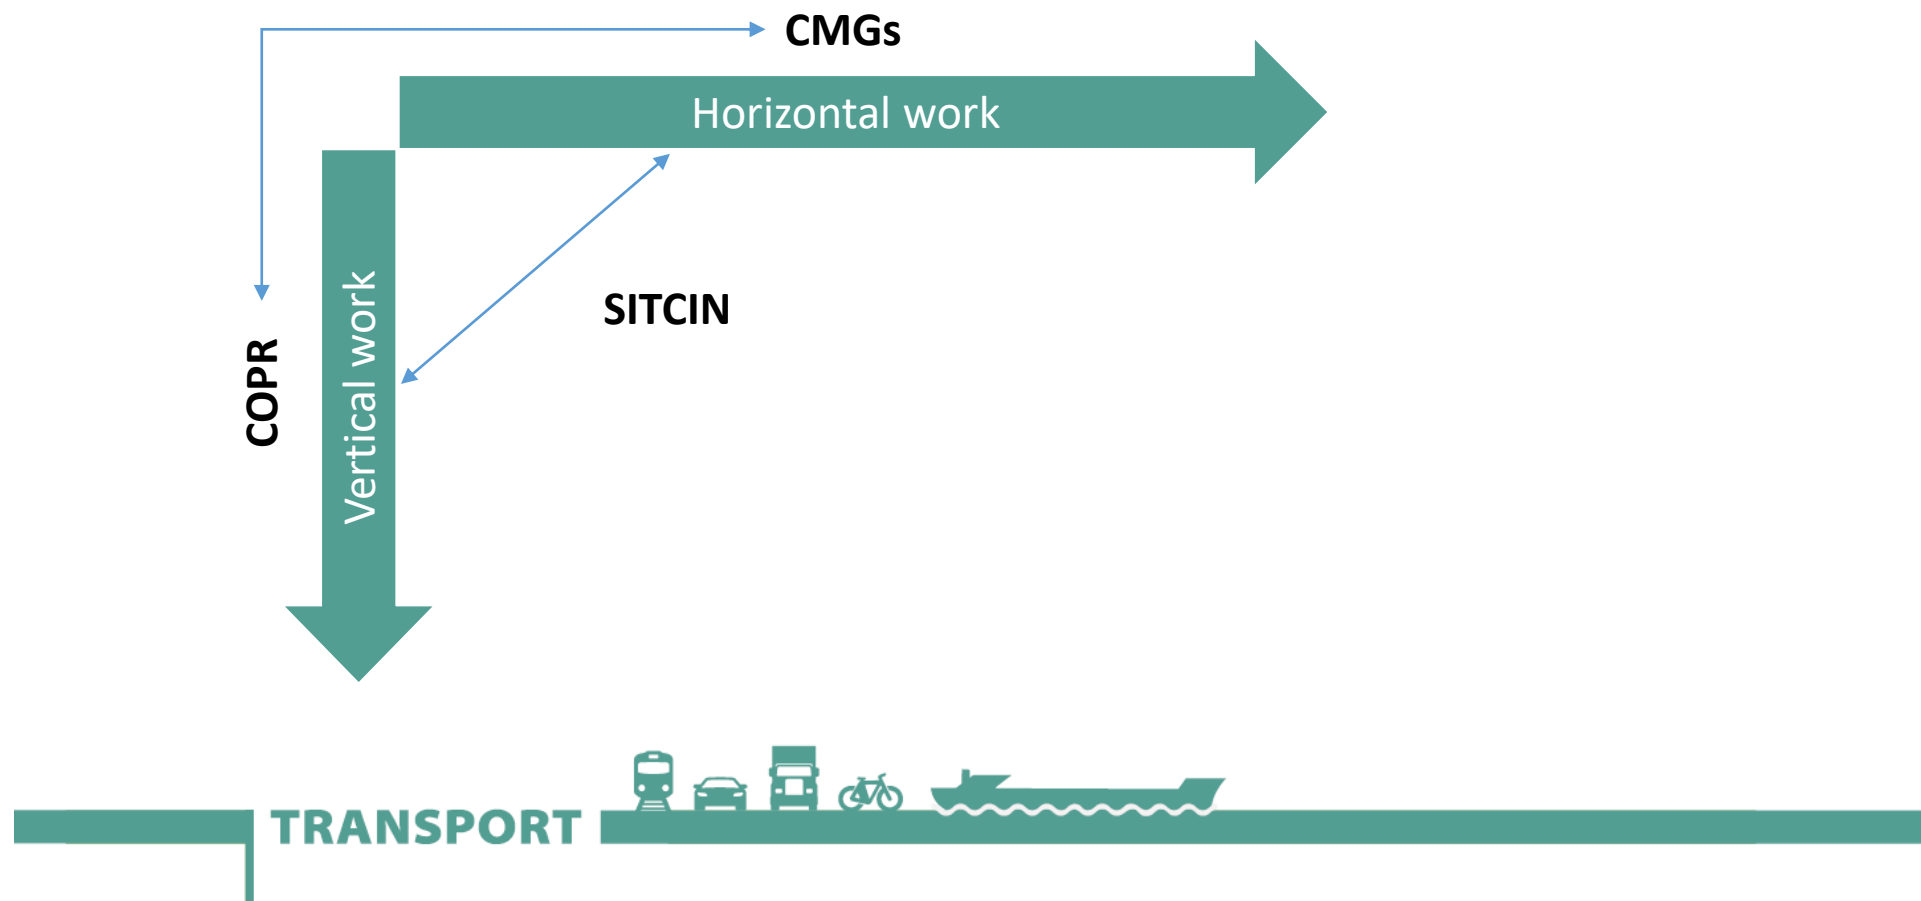 CMGs
Horizontal work
SITCIN
COPR
Vertical work
TRANSPORT